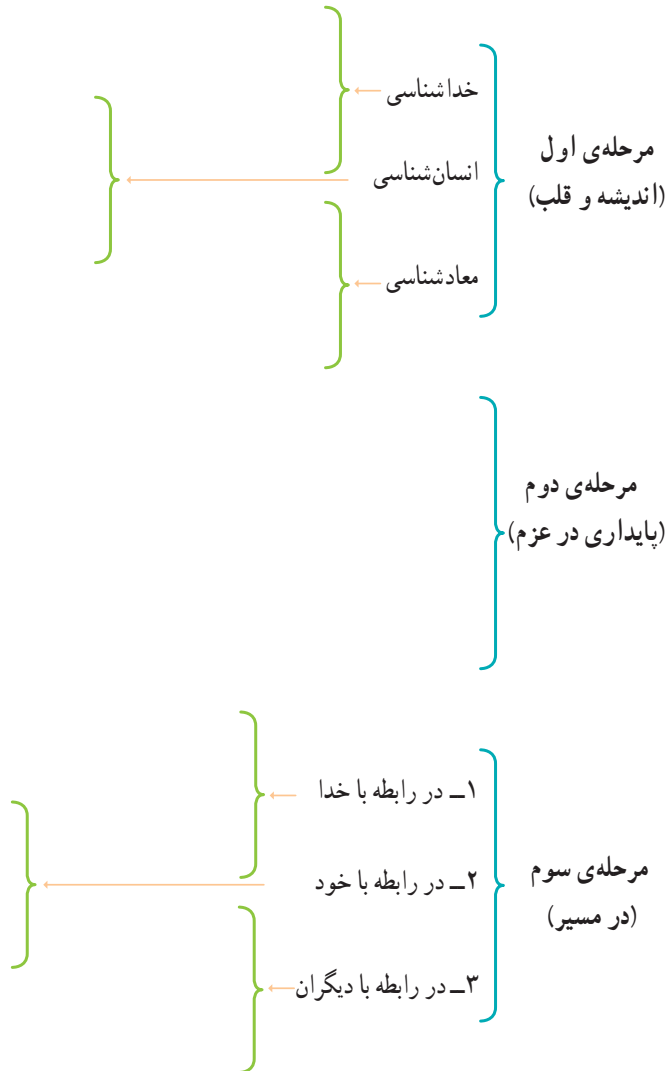 مرحله‌ی اول
(اندیشه و قلب)
خداشناسی
انسان‌شناسی
معادشناسی
مرحله‌ی دوم
(پایداری در عزم)
مرحله‌ی سوم
(در مسیر)
۱ــ در رابطه با خدا
۲ــ در رابطه با خود
۳ــ در رابطه با دیگران